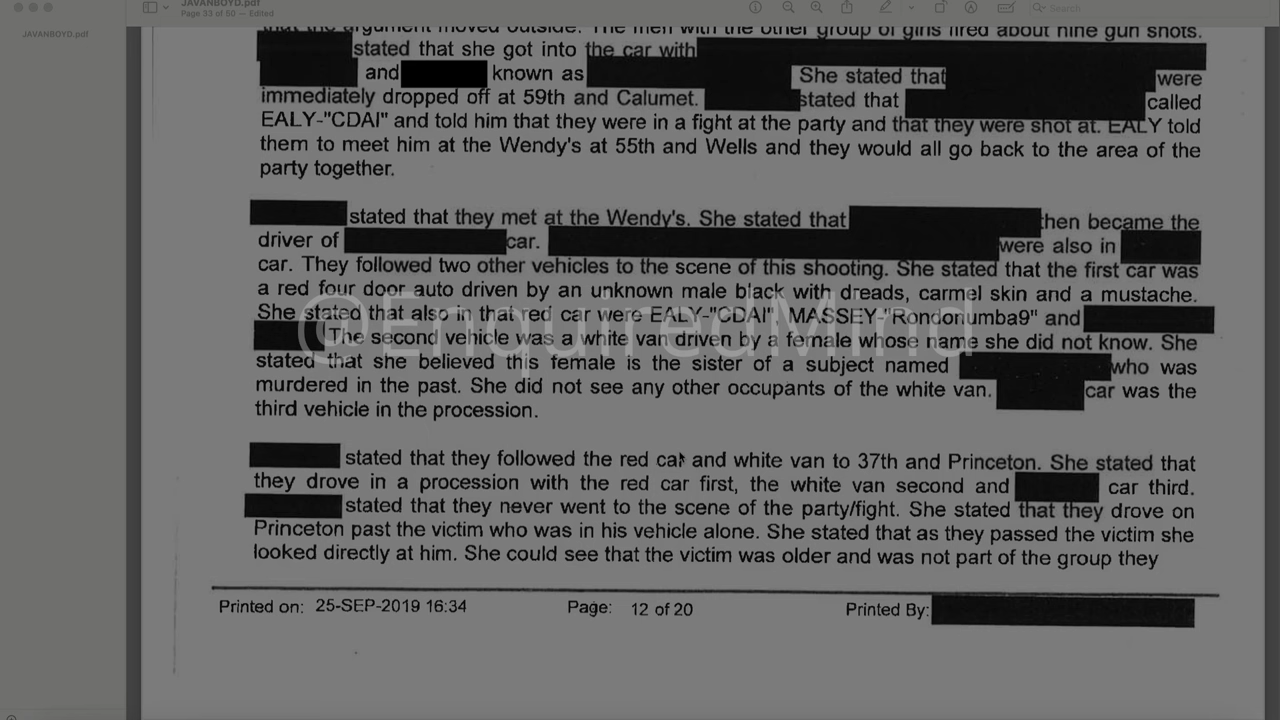 JAVANBOYD.pdf
Page 33 of 50 – Edited
Search
JAVANBOYD.pdf
that the argument moved outside. The men with the other group of girls fired about nine gun shots.
stated that she got into the car with
and known as She stated that were
immediately dropped off at 59th and Calumet. stated that called
EALY-"CDAI" and told him that they were in a fight at the party and that they were shot at. EALY told
them to meet him at the Wendy's at 55th and Wells and they would all go back to the area of the
party together.
stated that they met at the Wendy's. She stated that then became the
driver of car. were also in
car. They followed two other vehicles to the scene of this shooting. She stated that the first car was
a red four door auto driven by an unknown male black with dreads, carmel skin and a mustache.
She stated that also in that red car were EALY-"CDAI", MASSEY-"Rondonumba9" and
The second vehicle was a white van driven by a female whose name she did not know. She
stated that she believed this female is the sister of a subject named who was
murdered in the past. She did not see any other occupants of the white van. car was the
third vehicle in the procession.
@EnquiredMind
stated that they followed the red car and white van to 37th and Princeton. She stated that
they drove in a procession with the red car first, the white van second and car third.
stated that they never went to the scene of the party/fight. She stated that they drove on
Princeton past the victim who was in his vehicle alone. She stated that as they passed the victim she
looked directly at him. She could see that the victim was older and was not part of the group they
Printed on: 25-SEP-2019 16:34 Page: 12 of 20 Printed By: